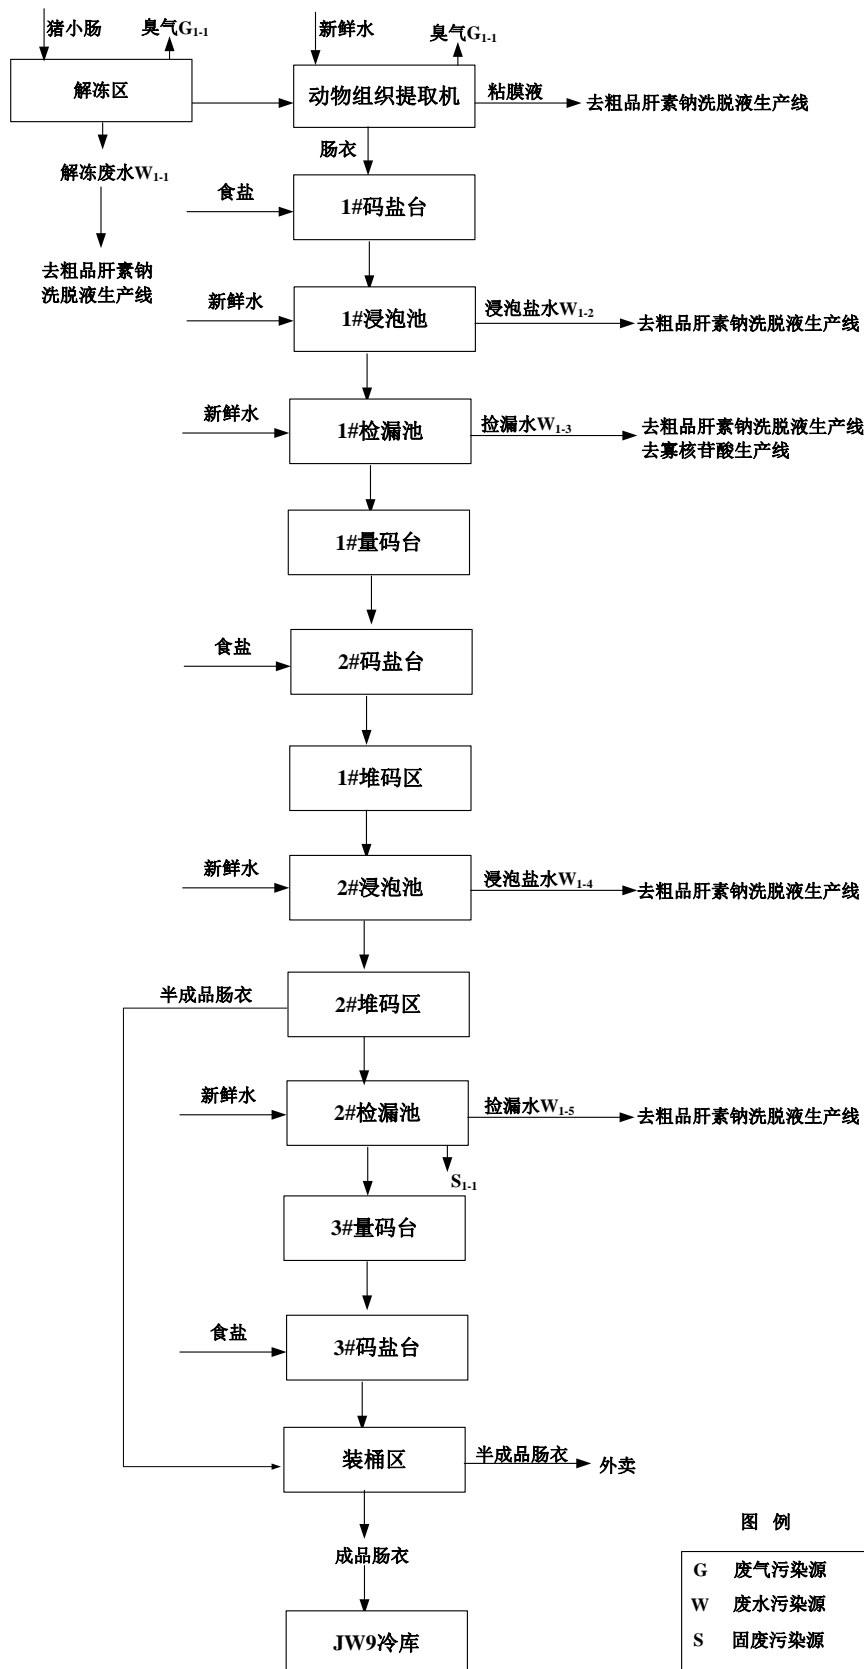 猪小肠
臭气G1-1
新鲜水
臭气G1-1
解冻区
动物组织提取机
粘膜液
去粗品肝素钠洗脱液生产线
解冻废水W1-1
肠衣
食盐
1#码盐台
去粗品肝素钠
洗脱液生产线
新鲜水
1#浸泡池
浸泡盐水W1-2
去粗品肝素钠洗脱液生产线
新鲜水
1#检漏池
捡漏水W1-3
去粗品肝素钠洗脱液生产线
去寡核苷酸生产线
1#量码台
食盐
2#码盐台
1#堆码区
新鲜水
2#浸泡池
浸泡盐水W1-4
去粗品肝素钠洗脱液生产线
半成品肠衣
2#堆码区
新鲜水
2#检漏池
捡漏水W1-5
去粗品肝素钠洗脱液生产线
S1-1
3#量码台
食盐
3#码盐台
装桶区
半成品肠衣
外卖
成品肠衣
JW9冷库
图 例
G 废气污染源
W 废水污染源
S 固废污染源